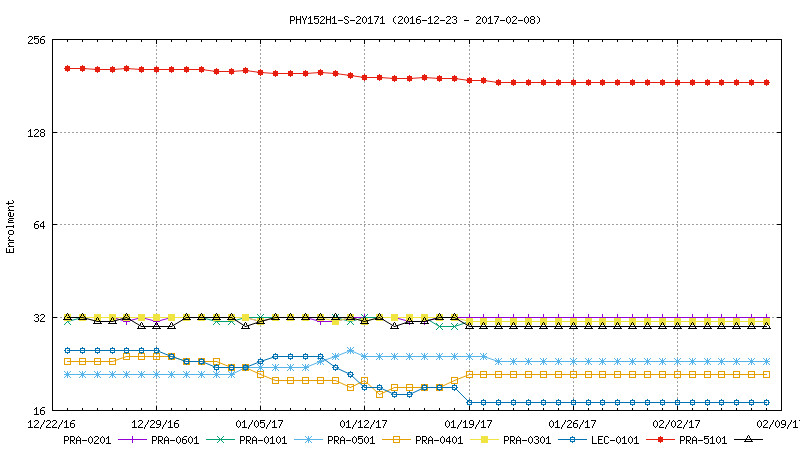 PHY152H1-S-20171 (2016-12-23 - 2017-02-08)
256
128
64
32
16
Enrolment
12/22/16 12/29/16 01/05/17 01/12/17 01/19/17 01/26/17 02/02/17 02/09/17
PRA-0201 PRA-0601 PRA-0101 PRA-0501 PRA-0401 PRA-0301 LEC-0101 PRA-5101